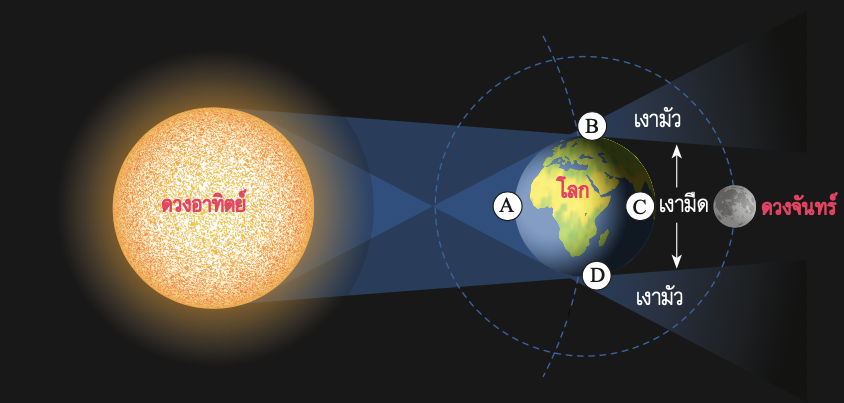 B
เงามัว
ดวงอาทิตย์
A
โลก
C
เงามืด
ดวงจันทร์
D
เงามัว